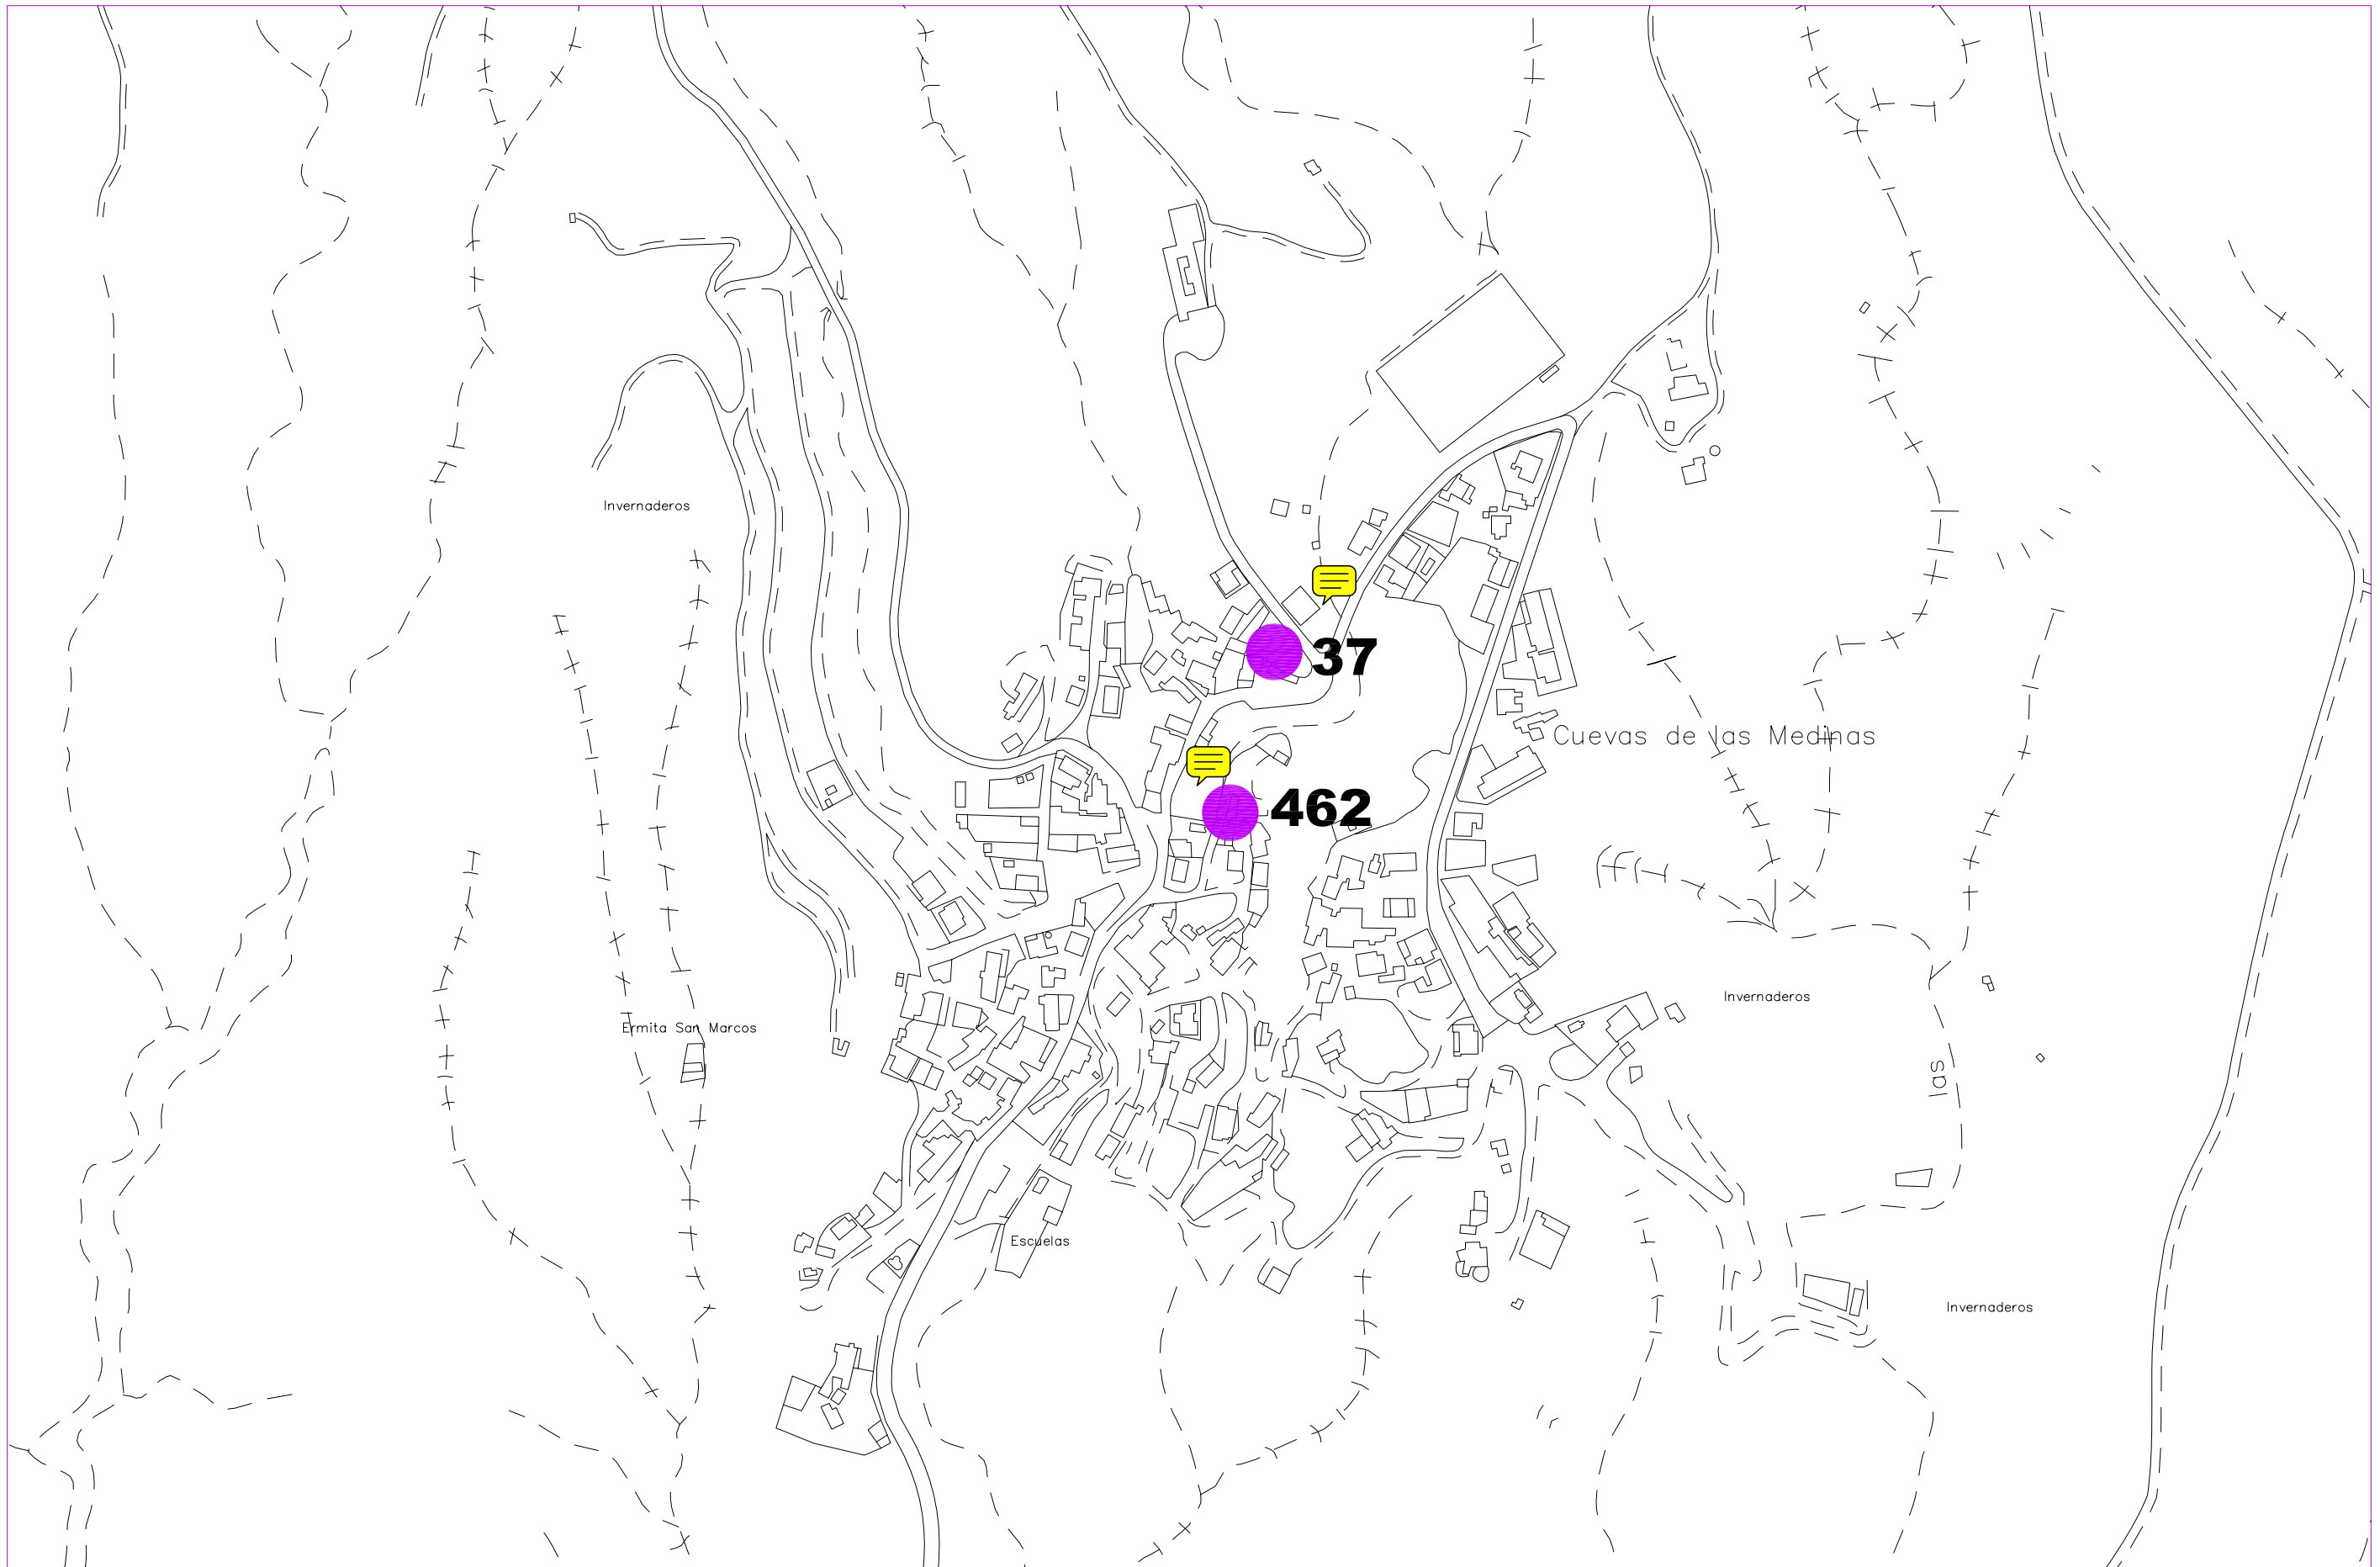 Invernaderos
37
Cuevas de las Medinas
462
Invernaderos
Ermita San Marcos
las
Escuelas
Invernaderos